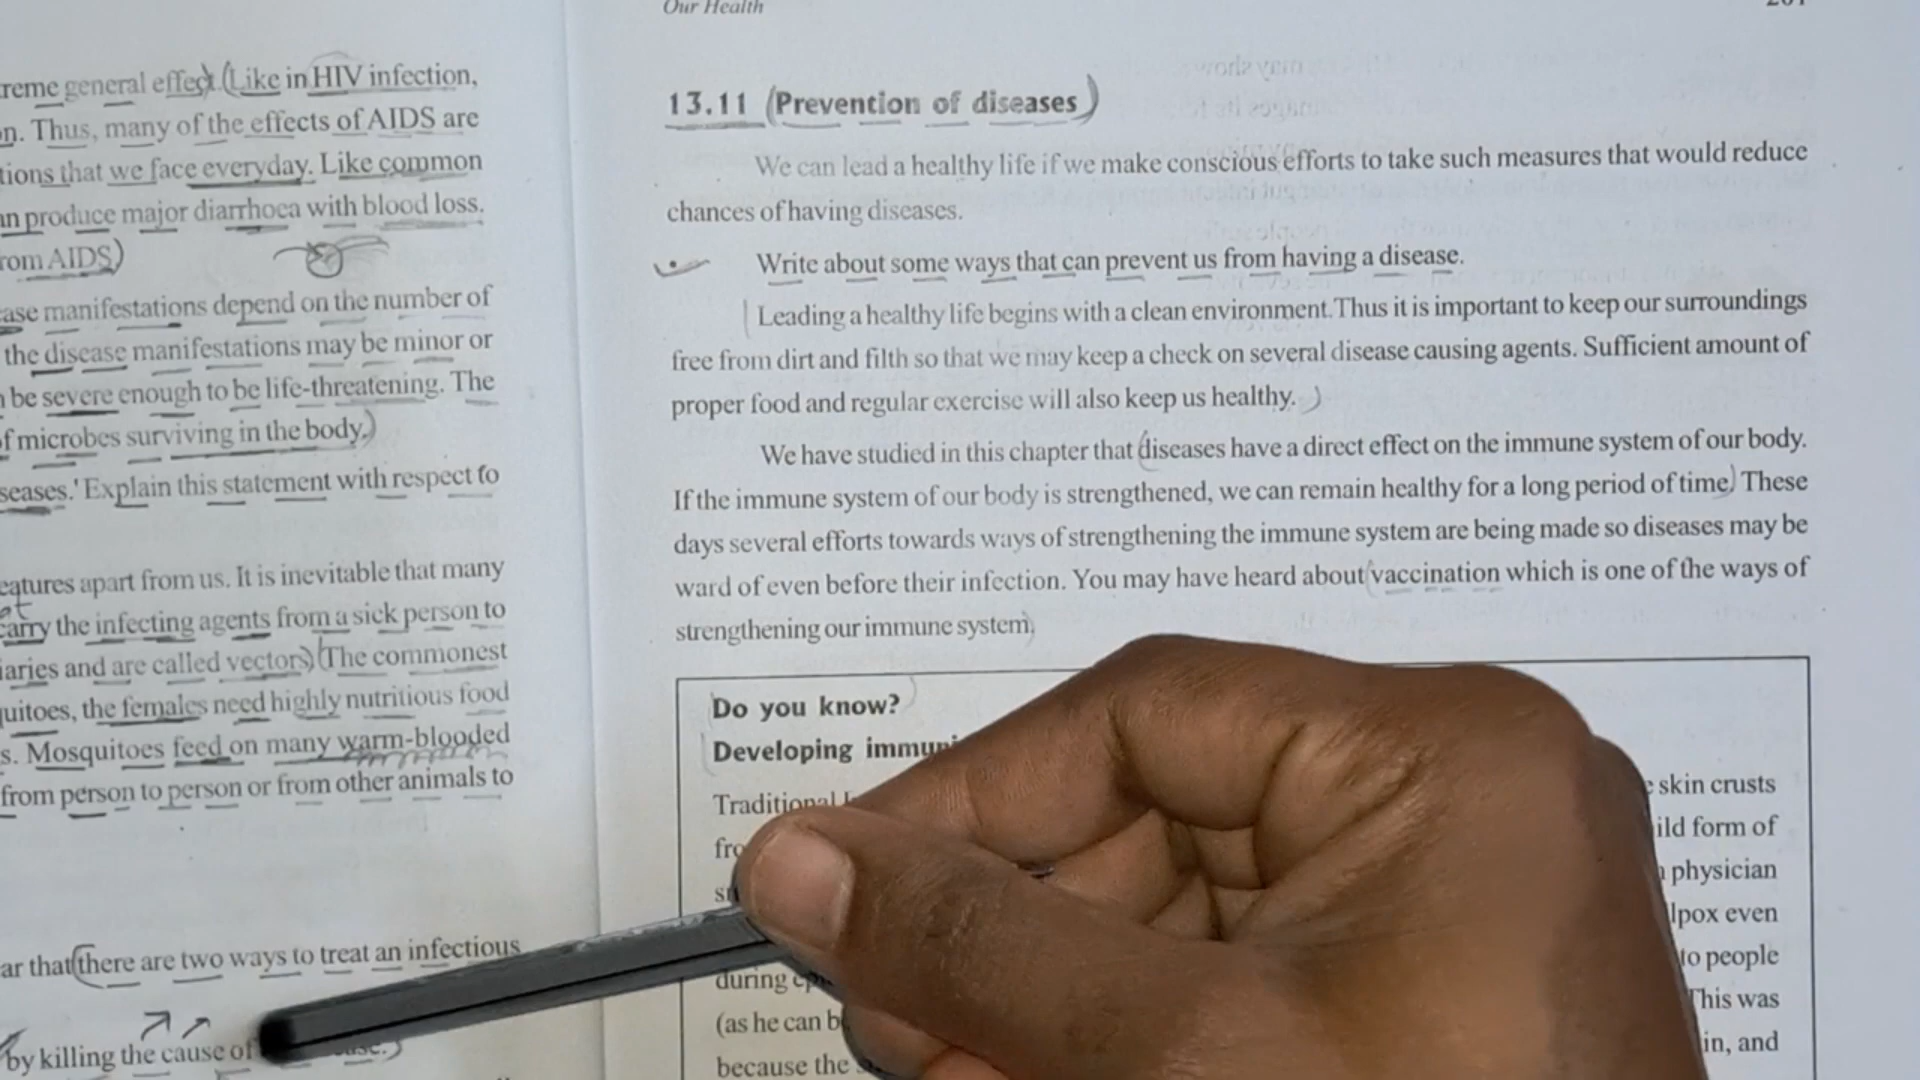 reme general effect (Like in HIV infection,
n. Thus, many of the effects of AIDS are
tions that we face everyday. Like common
an produce major diarrhoea with blood loss.
rom AIDS)
ease manifestations depend on the number of
the disease manifestations may be minor or
be severe enough to be life-threatening. The
f microbes surviving in the body.)
seases.' Explain this statement with respect fo
eatures apart from us. It is inevitable that many
carry the infecting agents from a sick person to
iaries and are called vectors) (The commonest
quitoes, the females need highly nutritious food
s. Mosquitoes feed on many warm-blooded
from person to person or from other animals to
ar that (there are two ways to treat an infectious
by killing the cause of
Our Health
13.11 (Prevention of diseases)
We can lead a healthy life if we make conscious efforts to take such measures that would reduce
chances of having diseases.
Write about some ways that can prevent us from having a disease.
Leading a healthy life begins with a clean environment.Thus it is important to keep our surroundings
free from dirt and filth so that we may keep a check on several disease causing agents. Sufficient amount of
proper food and regular exercise will also keep us healthy. )
We have studied in this chapter that (diseases have a direct effect on the immune system of our body.
If the immune system of our body is strengthened, we can remain healthy for a long period of time) These
days several efforts towards ways of strengthening the immune system are being made so diseases may be
ward of even before their infection. You may have heard about (vaccination which is one of the ways of
strengthening our immune system)
Do you know?
Developing
Traditional
skin crusts
ild form of
physician
lpox even
to people
during
This was
(as he can
in, and
because the